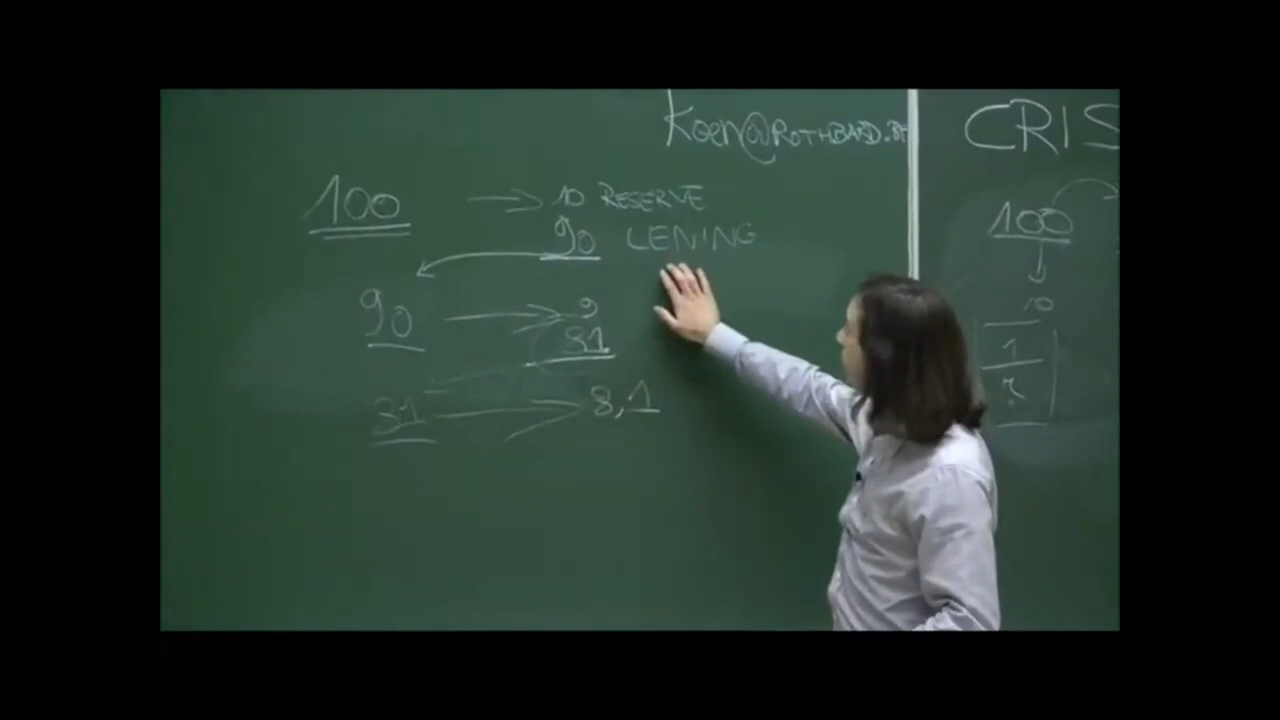 Koen@ROTHBARD.BE
CRIS
100 → 10 RESERVE
90 LENING
90 → 9
81
81 → 8,1
100
10
1
r